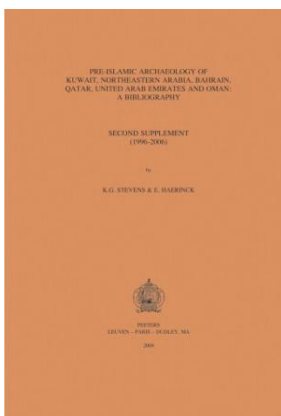 PRE-ISLAMIC ARCHAEOLOGY OF
KUWAIT, NORTHEASTERN ARABIA, BAHRAIN,
QATAR, UNITED ARAB EMIRATES AND OMAN:
A BIBLIOGRAPHY
SECOND SUPPLEMENT
(1996-2006)
by
K.G. STEVENS & E. HAERINCK
PEETERS
LEUVEN – PARIS – DUDLEY, MA
2008